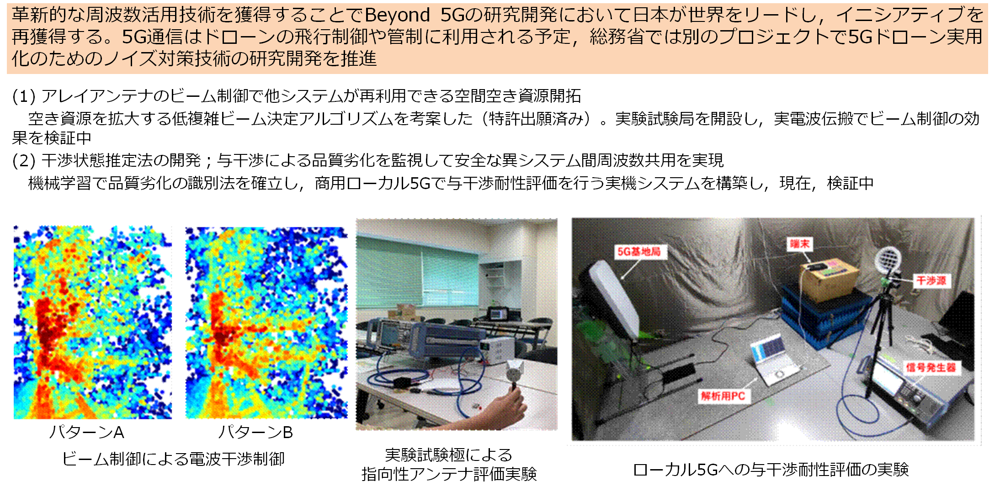 革新的な周波数活用技術を獲得することでBeyond 5Gの研究開発において日本が世界をリードし，イニシアティブを
再獲得する。5G通信はドローンの飛行制御や管制に利用される予定，総務省では別のプロジェクトで5Gドローン実用
化のためのノイズ対策技術の研究開発を推進
(1) アレイアンテナのビーム制御で他システムが再利用できる空間空き資源開拓
空き資源を拡大する低複雑ビーム決定アルゴリズムを考案した（特許出願済み）。実験試験局を開設し，実電波伝搬でビーム制御の効
果を検証中
(2) 干渉状態推定法の開発；与干渉による品質劣化を監視して安全な異システム間周波数共用を実現
機械学習で品質劣化の識別法を確立し，商用ローカル5Gで与干渉耐性評価を行う実機システムを構築し，現在，検証中
5G基地局
端末
干渉源
信号発生器
解析用PC
パターンA
パターンB
ビーム制御による電波干渉制御
実験試験極による
指向性アンテナ評価実験
ローカル5Gへの与干渉耐性評価の実験